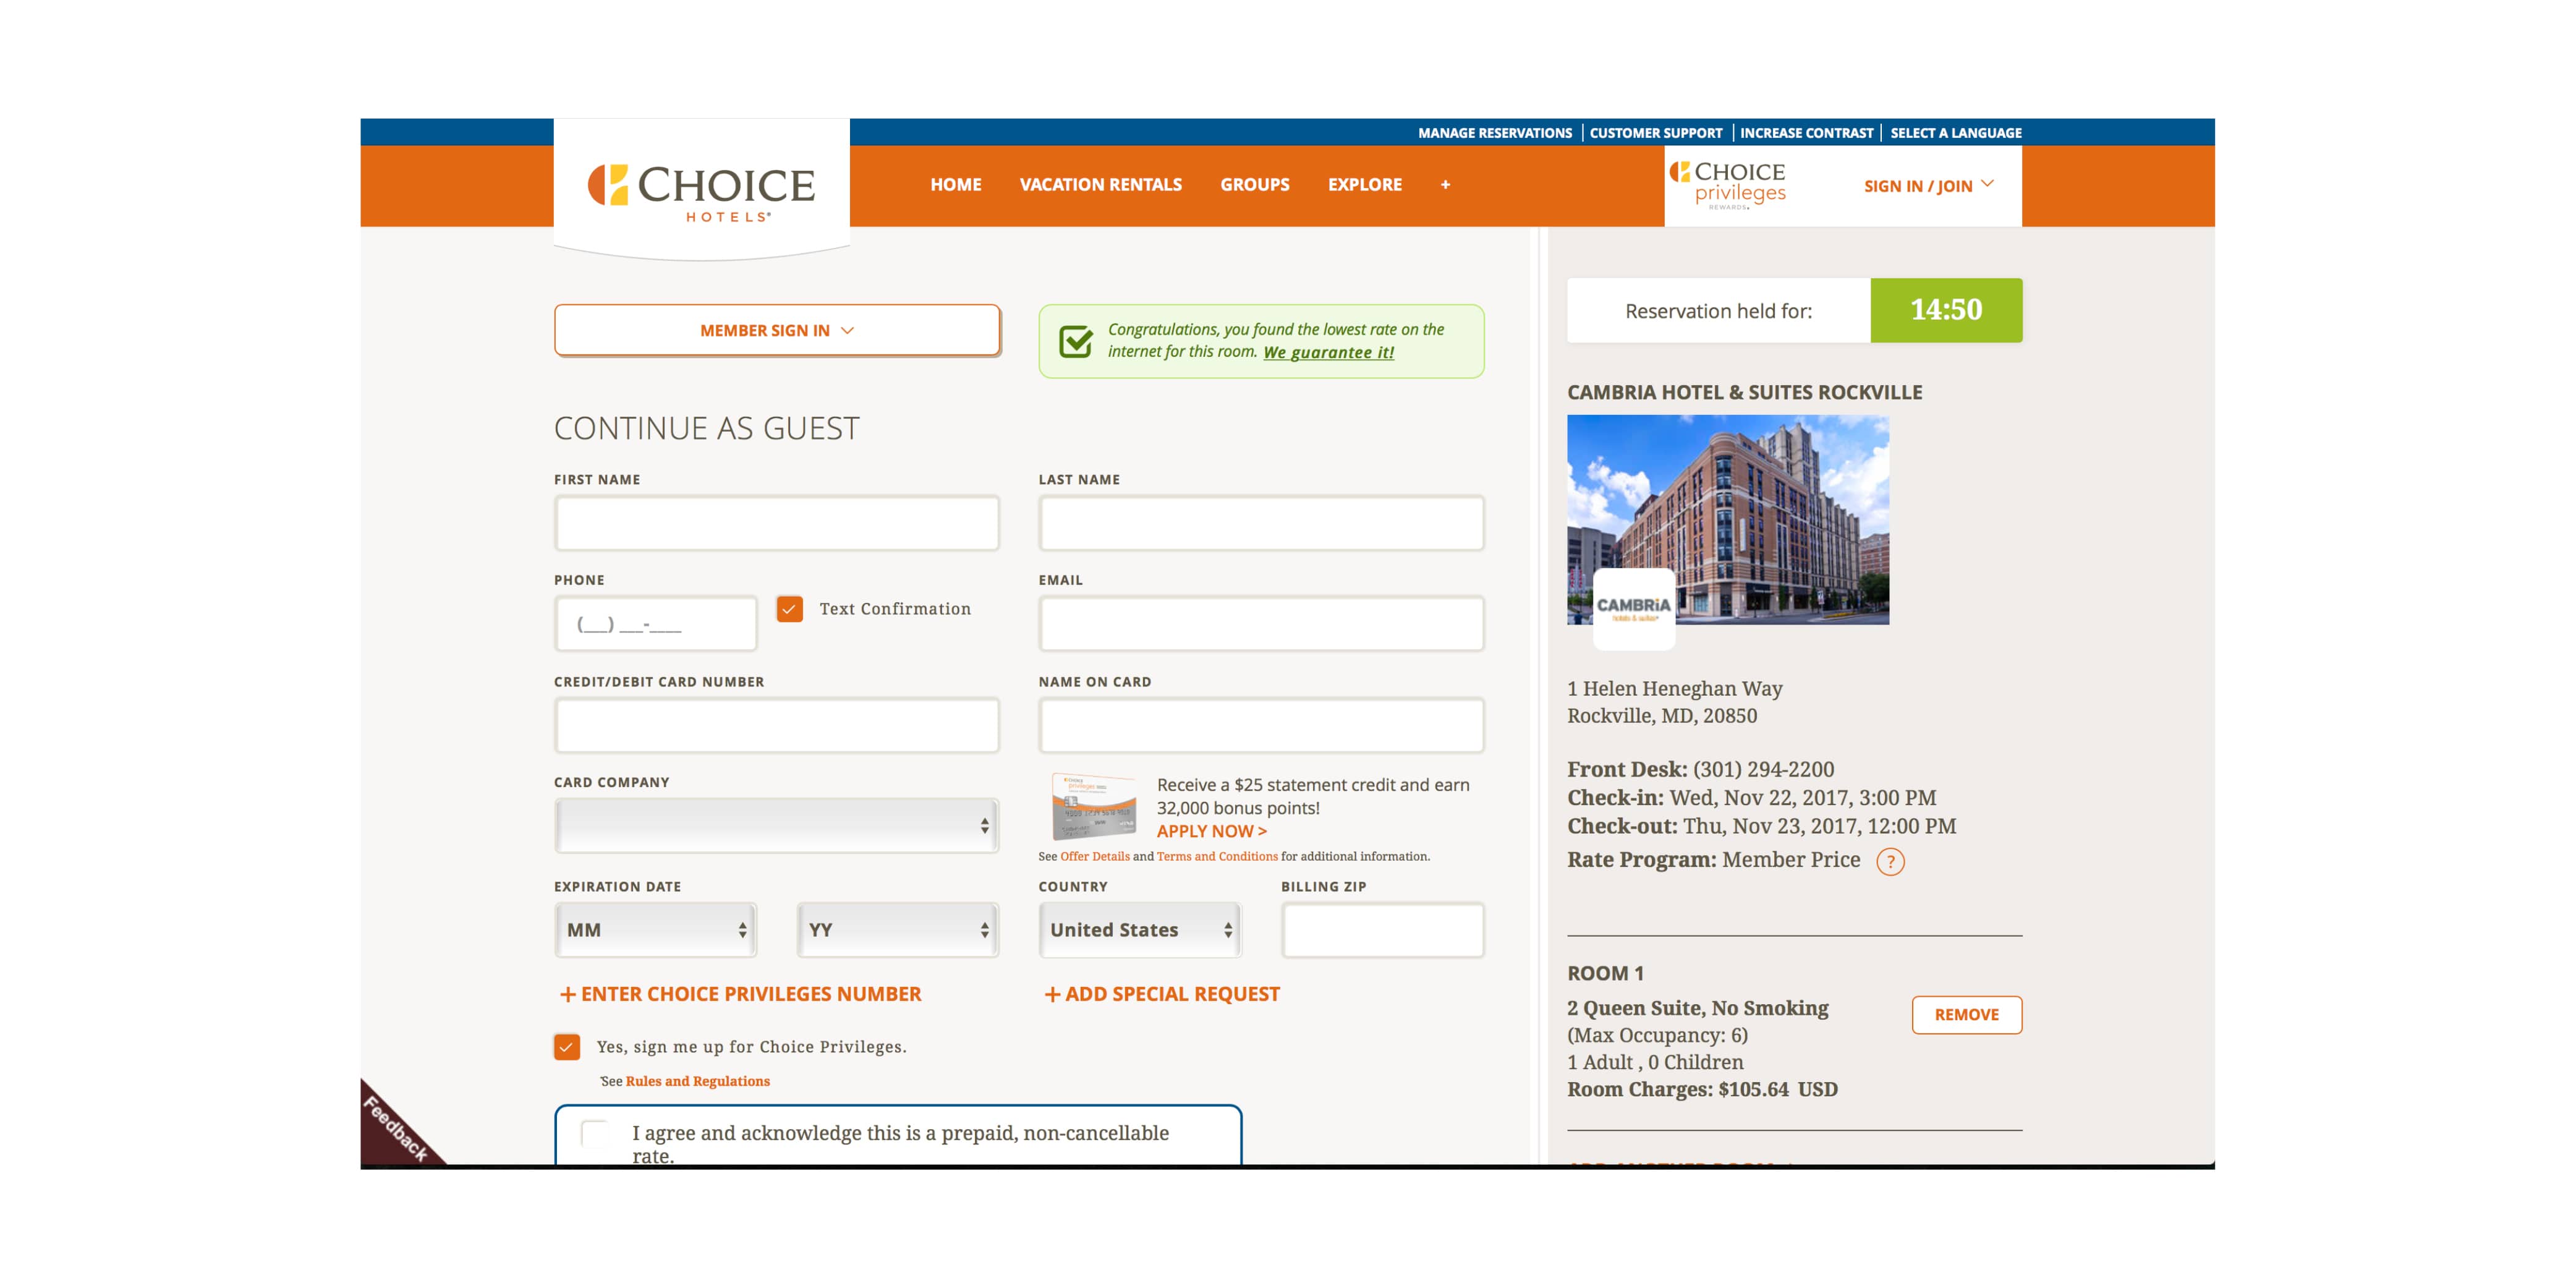 MANAGE RESERVATIONS | CUSTOMER SUPPORT | INCREASE CONTRAST | SELECT A LANGUAGE
CHOICE
HOTELS®
HOME VACATION RENTALS GROUPS EXPLORE +
CHOICE
privileges
REWARDS.
SIGN IN / JOIN
MEMBER SIGN IN
Congratulations, you found the lowest rate on the
internet for this room. We guarantee it!
CONTINUE AS GUEST
FIRST NAME
LAST NAME
PHONE
(___) ___-____
Text Confirmation
EMAIL
CREDIT/DEBIT CARD NUMBER
NAME ON CARD
CARD COMPANY
Receive a $25 statement credit and earn
32,000 bonus points!
APPLY NOW >
See Offer Details and Terms and Conditions for additional information.
EXPIRATION DATE
MM
YY
COUNTRY
United States
BILLING ZIP
+ ENTER CHOICE PRIVILEGES NUMBER
+ ADD SPECIAL REQUEST
Yes, sign me up for Choice Privileges.
*See Rules and Regulations
I agree and acknowledge this is a prepaid, non-cancellable
rate.
Feedback
Reservation held for:
14:50
CAMBRIA HOTEL & SUITES ROCKVILLE
CAMBRiA
hotels & suites®
1 Helen Heneghan Way
Rockville, MD, 20850
Front Desk: (301) 294-2200
Check-in: Wed, Nov 22, 2017, 3:00 PM
Check-out: Thu, Nov 23, 2017, 12:00 PM
Rate Program: Member Price ?
ROOM 1
2 Queen Suite, No Smoking
(Max Occupancy: 6)
1 Adult , 0 Children
Room Charges: $105.64 USD
REMOVE